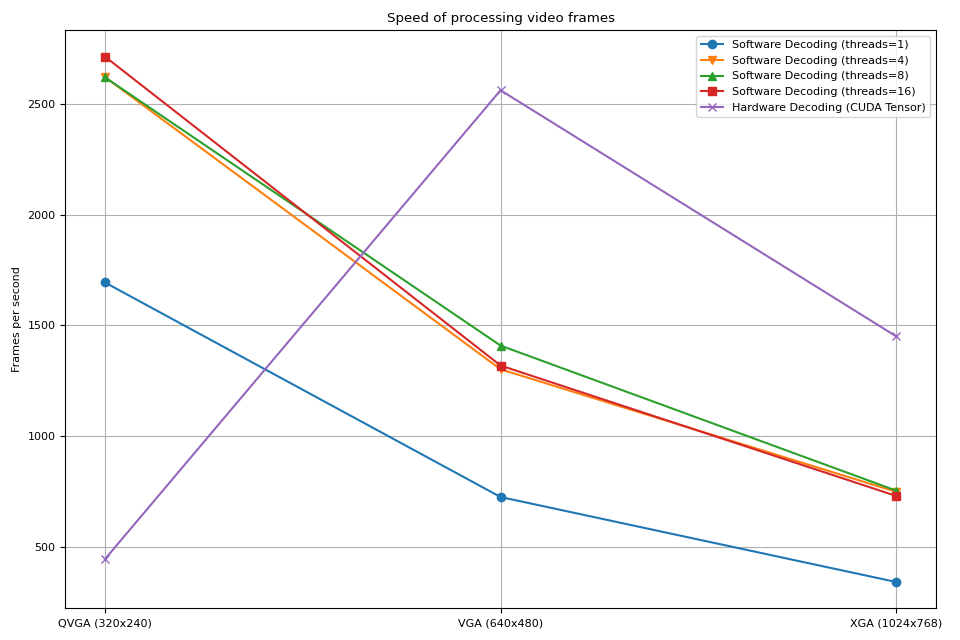 Speed of processing video frames
Software Decoding (threads=1)
Software Decoding (threads=4)
Software Decoding (threads=8)
Software Decoding (threads=16)
Hardware Decoding (CUDA Tensor)
Frames per second
2500
2000
1500
1000
500
QVGA (320x240)
VGA (640x480)
XGA (1024x768)